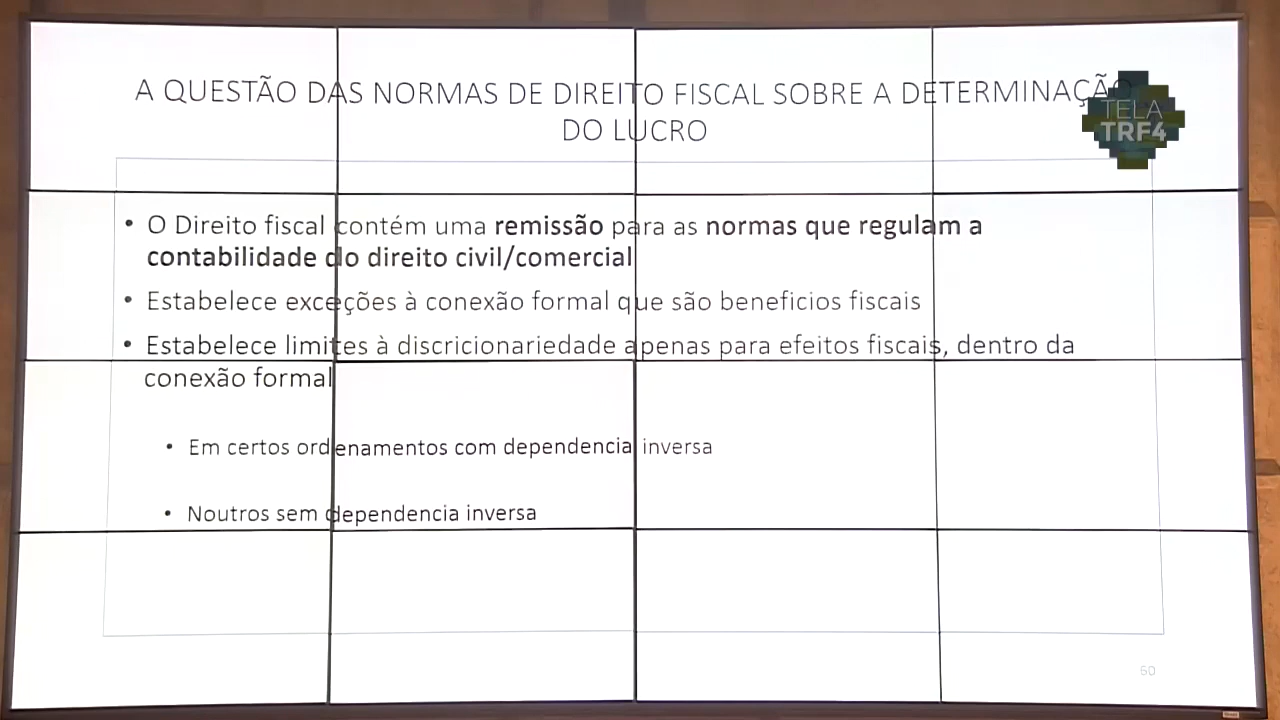 A QUESTÃO DAS NORMAS DE DIREITO FISCAL SOBRE A DETERMINAÇÃO
DO LUCRO
TELA
TRF4
• O Direito fiscal contém uma remissão para as normas que regulam a
contabilidade do direito civil/comercial
• Estabelece exceções à conexão formal que são beneficios fiscais
• Estabelece limites à discricionariedade apenas para efeitos fiscais, dentro da
conexão formal
• Em certos ordenamentos com dependencia inversa
• Noutros sem dependencia inversa
60